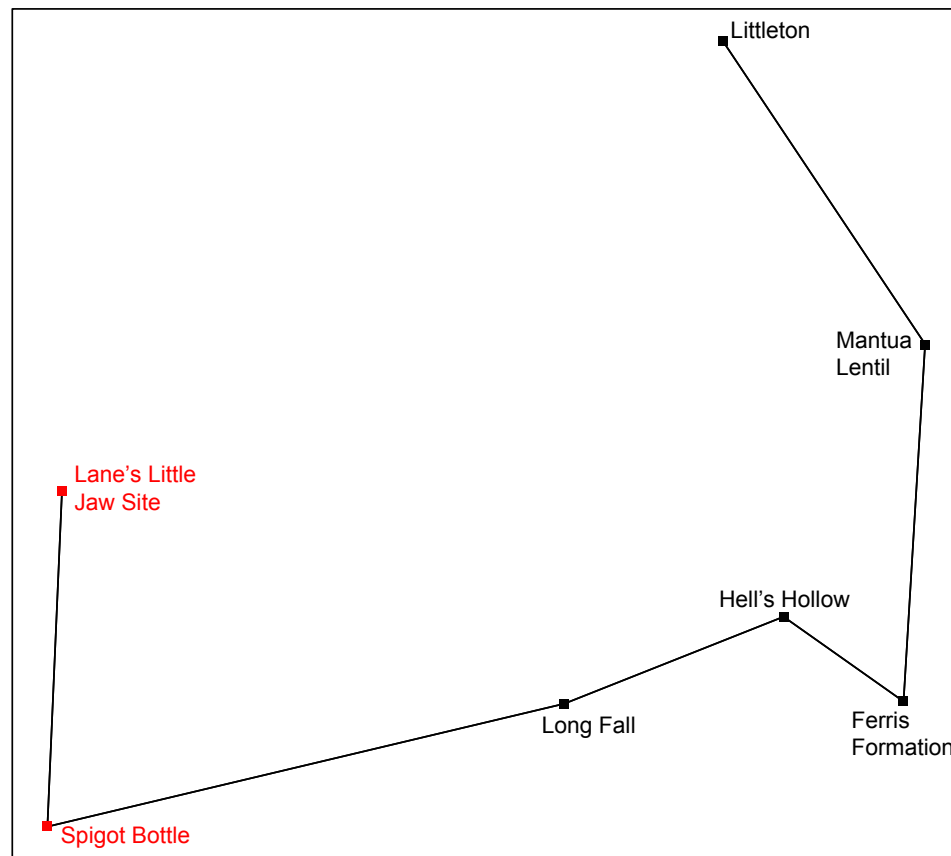 Littleton
Mantua
Lentil
Lane’s Little
Jaw Site
Hell’s Hollow
Long Fall
Ferris
Formation
Spigot Bottle